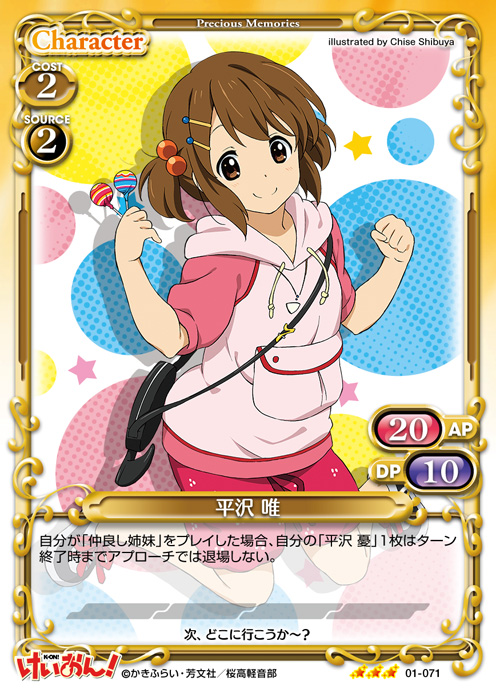 Precious Memories
Character
illustrated by Chise Shibuya
COST
2
SOURCE
2
20 AP
DP 10
平沢 唯
自分が「仲良し姉妹」をプレイした場合、自分の「平沢 憂」1枚はターン
終了時までアプローチでは退場しない。
次、どこに行こうか〜?
K-ON!
けいおん!
©かきふらい・芳文社/桜高軽音部
★★★ 01-071